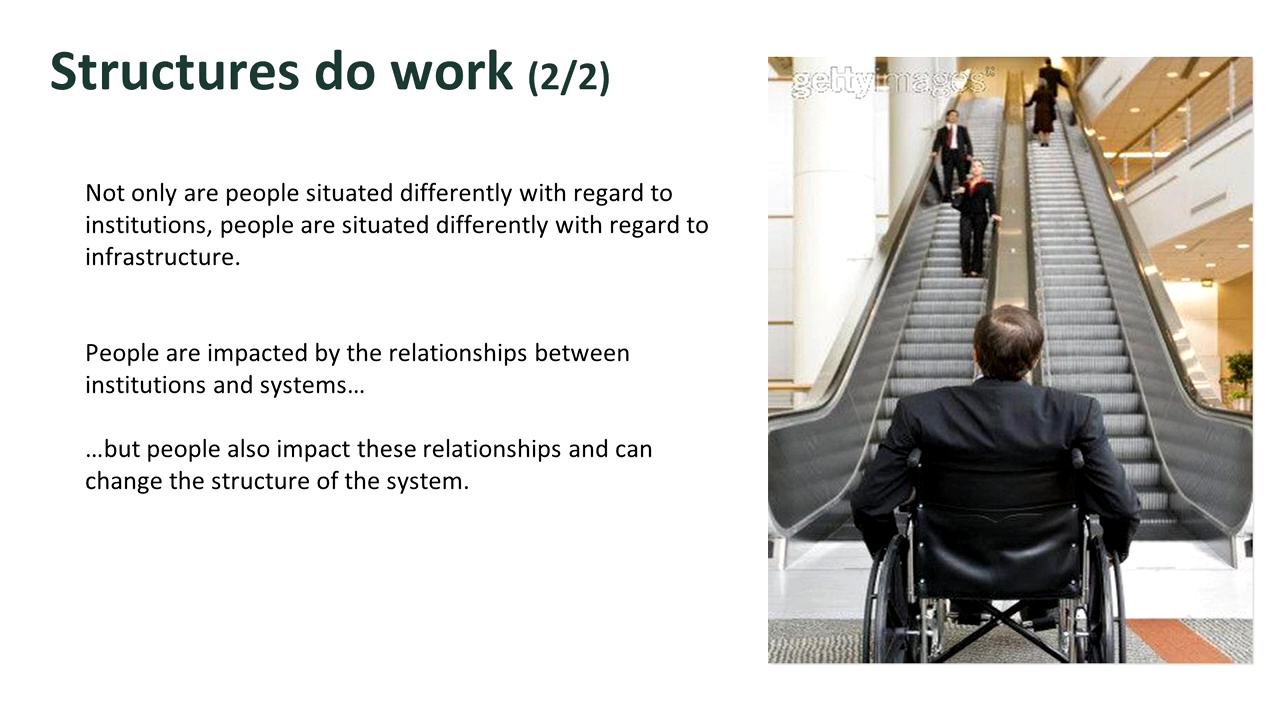 Structures do work (2/2)
gettyimages®
Not only are people situated differently with regard to
institutions, people are situated differently with regard to
infrastructure.
People are impacted by the relationships between
institutions and systems…
…but people also impact these relationships and can
change the structure of the system.